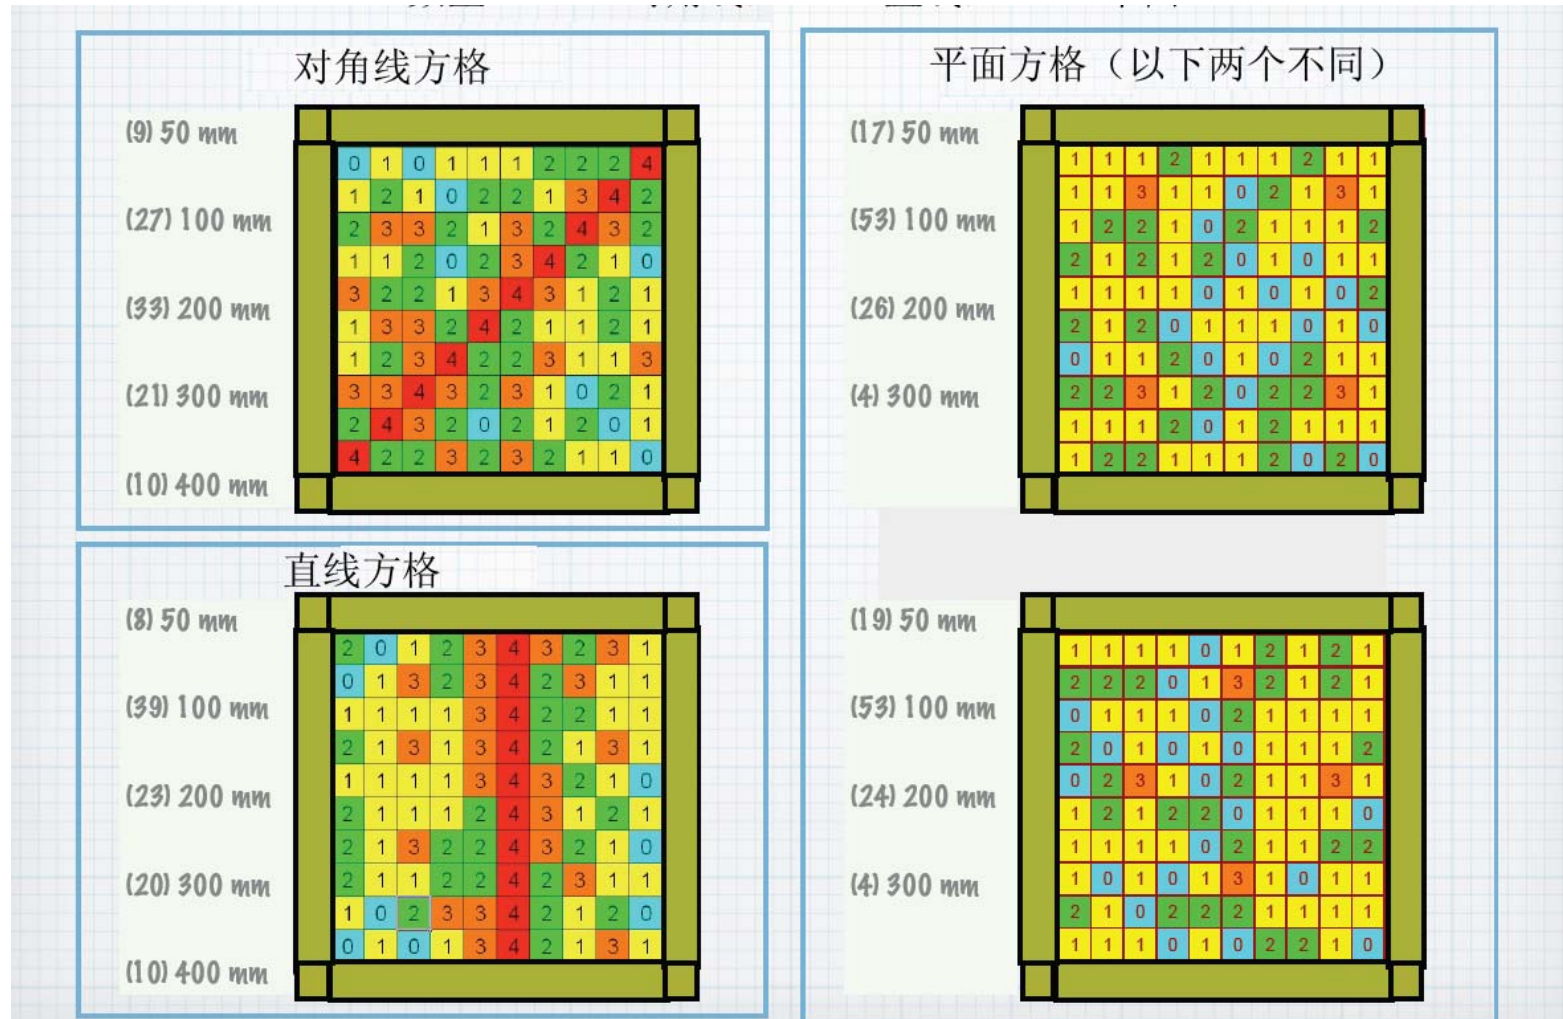 对角线方格
(9) 50 mm
(27) 100 mm
(33) 200 mm
(21) 300 mm
(10) 400 mm
0 1 0 1 1 1 2 2 2 4
1 2 1 0 2 2 1 3 4 2
2 3 3 2 1 3 2 4 3 2
1 1 2 0 2 3 4 2 1 0
3 2 2 1 3 4 3 1 2 1
1 3 3 2 4 2 1 1 2 1
1 2 3 4 2 2 3 1 1 3
3 3 4 3 2 3 1 0 2 1
2 4 3 2 0 2 1 2 0 1
4 2 2 3 2 3 2 1 1 0
直线方格
(8) 50 mm
(39) 100 mm
(23) 200 mm
(20) 300 mm
(10) 400 mm
2 0 1 2 3 4 3 2 3 1
0 1 3 2 3 4 2 3 1 1
1 1 1 1 3 4 2 2 1 1
2 1 3 1 3 4 2 1 3 1
1 1 1 1 3 4 3 2 1 0
2 1 1 1 2 4 3 1 2 1
2 1 3 2 2 4 3 2 1 0
2 1 1 2 2 4 2 3 1 1
1 0 2 3 3 4 2 1 2 0
0 1 0 1 3 4 2 1 3 1
平面方格（以下两个不同）
(17) 50 mm
(53) 100 mm
(26) 200 mm
(4) 300 mm
1 1 1 2 1 1 1 2 1 1
1 1 3 1 1 0 2 1 3 1
1 2 2 1 0 2 1 1 1 2
2 1 2 1 2 0 1 0 1 1
1 1 1 1 0 1 0 1 0 2
2 1 2 0 1 1 1 0 1 0
0 1 1 2 0 1 0 2 1 1
2 2 3 1 2 0 2 2 3 1
1 1 1 2 0 1 2 1 1 1
1 2 2 1 1 1 2 0 2 0
(19) 50 mm
(53) 100 mm
(24) 200 mm
(4) 300 mm
1 1 1 1 0 1 2 1 2 1
2 2 2 0 1 3 2 1 2 1
0 1 1 1 0 2 1 1 1 1
2 0 1 0 1 0 1 1 1 2
0 2 3 1 0 2 1 1 3 1
1 2 1 2 2 0 1 1 1 0
1 1 1 1 0 2 1 1 2 2
1 0 1 0 1 3 1 0 1 1
2 1 0 2 2 2 1 1 1 1
1 1 1 0 1 0 2 2 1 0